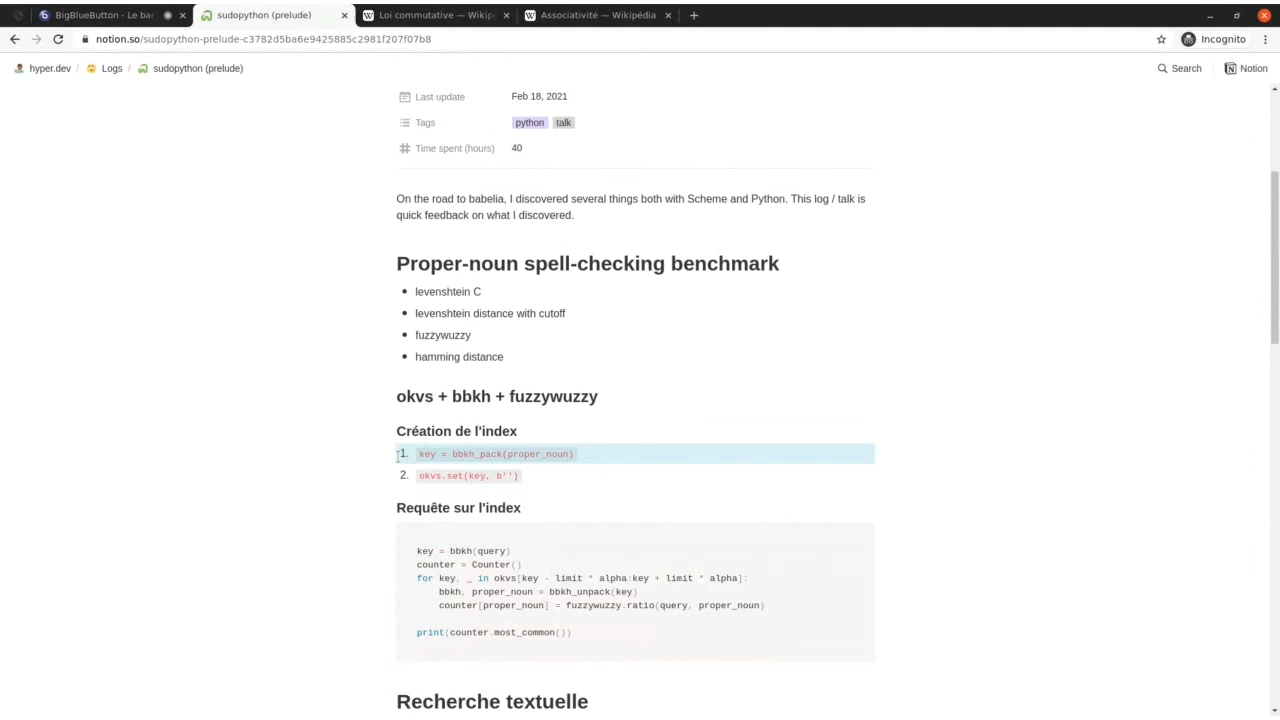 BigBlueButton - Le ba
sudopython (prelude)
Loi commutative — Wikip
Associativité — Wikipédia
notion.so/sudopython-prelude-c3782d5ba6e9425885c2981f207f07b8
Incognito
hyper.dev / Logs / sudopython (prelude)
Search
Notion
Last update Feb 18, 2021
Tags python talk
Time spent (hours) 40
On the road to babelia, I discovered several things both with Scheme and Python. This log / talk is
quick feedback on what I discovered.
Proper-noun spell-checking benchmark
• levenshtein C
• levenshtein distance with cutoff
• fuzzywuzzy
• hamming distance
okvs + bbkh + fuzzywuzzy
Création de l'index
1. key = bbkh_pack(proper_noun)
2. okvs.set(key, b'')
Requête sur l'index
key = bbkh(query)
counter = Counter()
for key, _ in okvs[key - limit * alpha:key + limit * alpha]:
    bbkh, proper_noun = bbkh_unpack(key)
    counter[proper_noun] = fuzzywuzzy.ratio(query, proper_noun)
print(counter.most_common())
Recherche textuelle